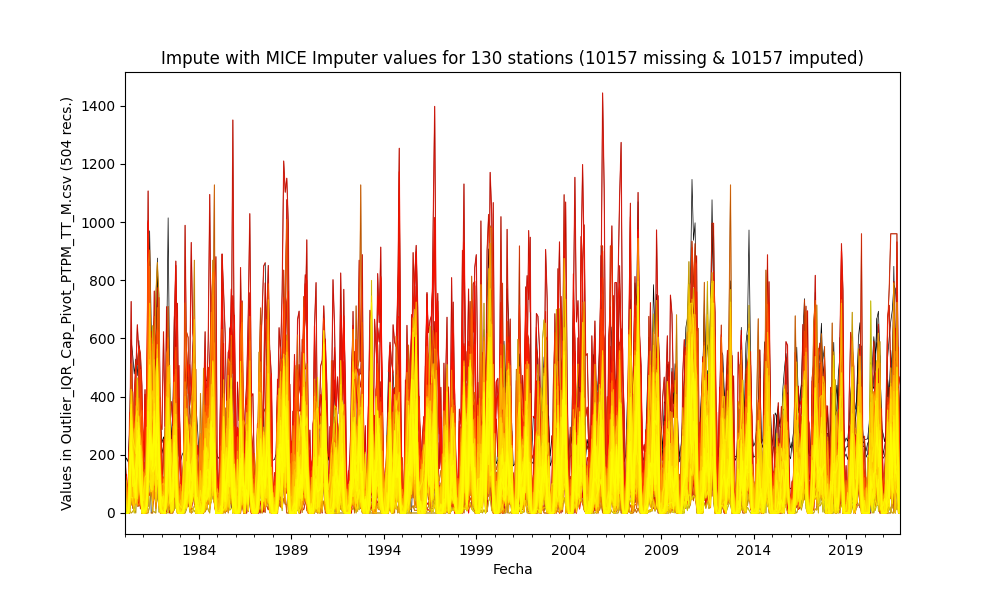 Impute with MICE Imputer values for 130 stations (10157 missing & 10157 imputed)
Values in Outlier_IQR_Cap_Pivot_PTPM_TT_M.csv (504 recs.)
1400
1200
1000
800
600
400
200
0
1984 1989 1994 1999 2004 2009 2014 2019
Fecha